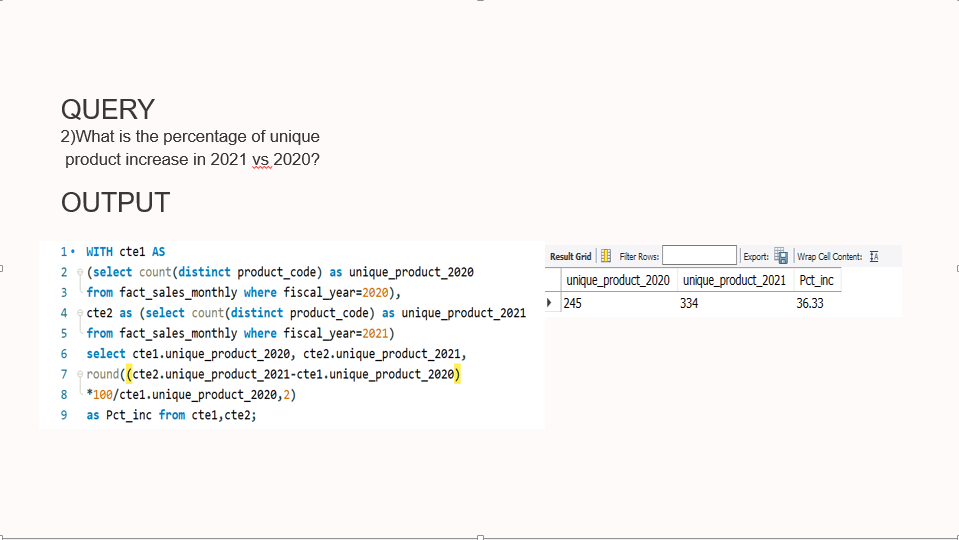 QUERY
2)What is the percentage of unique
product increase in 2021 vs 2020?
OUTPUT
1 WITH cte1 AS
2 (select count(distinct product_code) as unique_product_2020
3 from fact_sales_monthly where fiscal_year=2020),
4 cte2 as (select count(distinct product_code) as unique_product_2021
5 from fact_sales_monthly where fiscal_year=2021)
6 select cte1.unique_product_2020, cte2.unique_product_2021,
7 round((cte2.unique_product_2021-cte1.unique_product_2020)
8 *100/cte1.unique_product_2020,2)
9 as Pct_inc from cte1,cte2;
Result Grid Filter Rows: Export: Wrap Cell Content: IA
unique_product_2020 unique_product_2021 Pct_inc
245 334 36.33